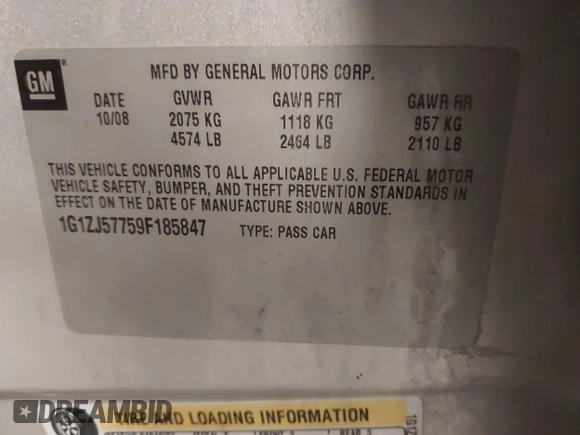 GM
MFD BY GENERAL MOTORS CORP.
DATE GVWR GAWR FRT GAWR RR
10/08 2075 KG 1118 KG 957 KG
4574 LB 2464 LB 2110 LB
THIS VEHICLE CONFORMS TO ALL APPLICABLE U.S. FEDERAL MOTOR
VEHICLE SAFETY, BUMPER, AND THEFT PREVENTION STANDARDS IN
EFFECT ON THE DATE OF MANUFACTURE SHOWN ABOVE.
1G1ZJ57759F185847 TYPE: PASS CAR
TIRE AND LOADING INFORMATION
DREAMBID